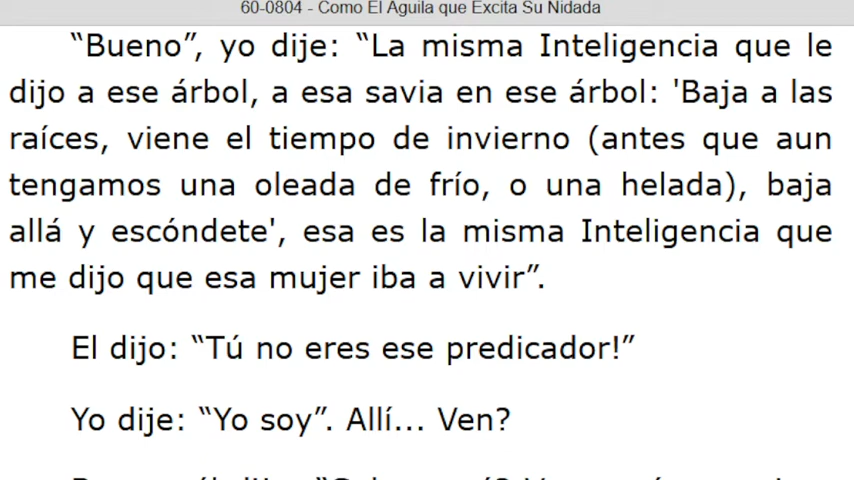 60-0804 - Como El Aguila que Excita Su Nidada
“Bueno”, yo dije: “La misma Inteligencia que le
dijo a ese árbol, a esa savia en ese árbol: 'Baja a las
raíces, viene el tiempo de invierno (antes que aun
tengamos una oleada de frío, o una helada), baja
allá y escóndete', esa es la misma Inteligencia que
me dijo que esa mujer iba a vivir”.
El dijo: “Tú no eres ese predicador!”
Yo dije: “Yo soy”. Allí... Ven?